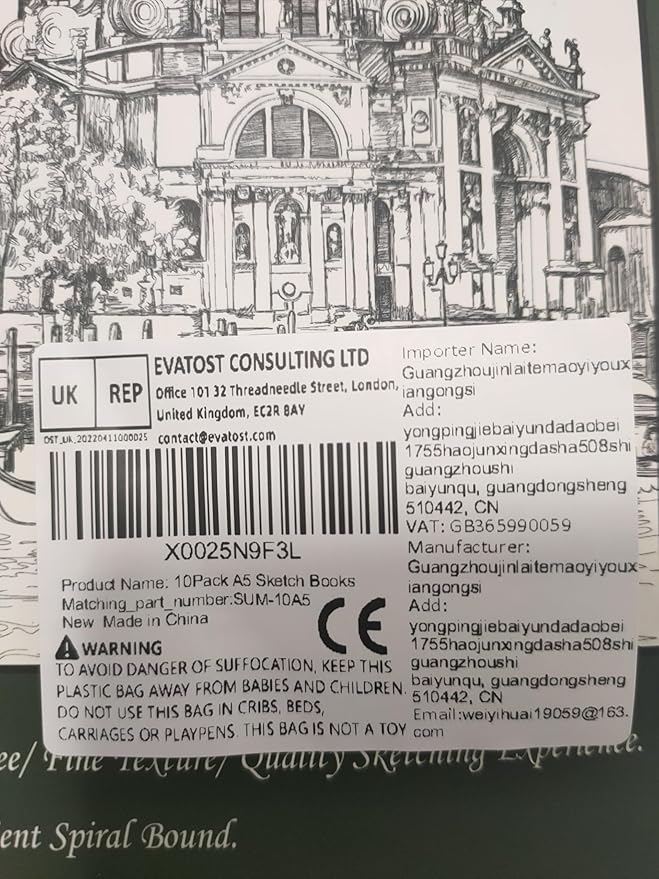 UK REP
EVATOST CONSULTING LTD
Office 101 32 Threadneedle Street, London,
United Kingdom, EC2R 8AY
DST_UK_20220411000025
contact@evatost.com
X0025N9F3L
Product Name: 10Pack A5 Sketch Books
Matching_part_number:SUM-10A5
New Made in China
CE
WARNING
TO AVOID DANGER OF SUFFOCATION, KEEP THIS
PLASTIC BAG AWAY FROM BABIES AND CHILDREN.
DO NOT USE THIS BAG IN CRIBS, BEDS,
CARRIAGES OR PLAYPENS. THIS BAG IS NOT A TOY
Importer Name:
Guangzhoujinlaitemaoyiyoux
iangongsi
Add:
yongpingjiebaiyundadaobei
1755haojunxingdasha508shi
guangzhoushi
baiyunqu, guangdongsheng
510442, CN
VAT: GB365990059
Manufacturer:
Guangzhoujinlaitemaoyiyoux
iangongsi
Add:
yongpingjiebaiyundadaobei
1755haojunxingdasha508shi
guangzhoushi
baiyunqu, guangdongsheng
510442, CN
Email:weiyihuai19059@163.
com
ee/ Fine Texture/ Quality Sketching Experience.
ent Spiral Bound.